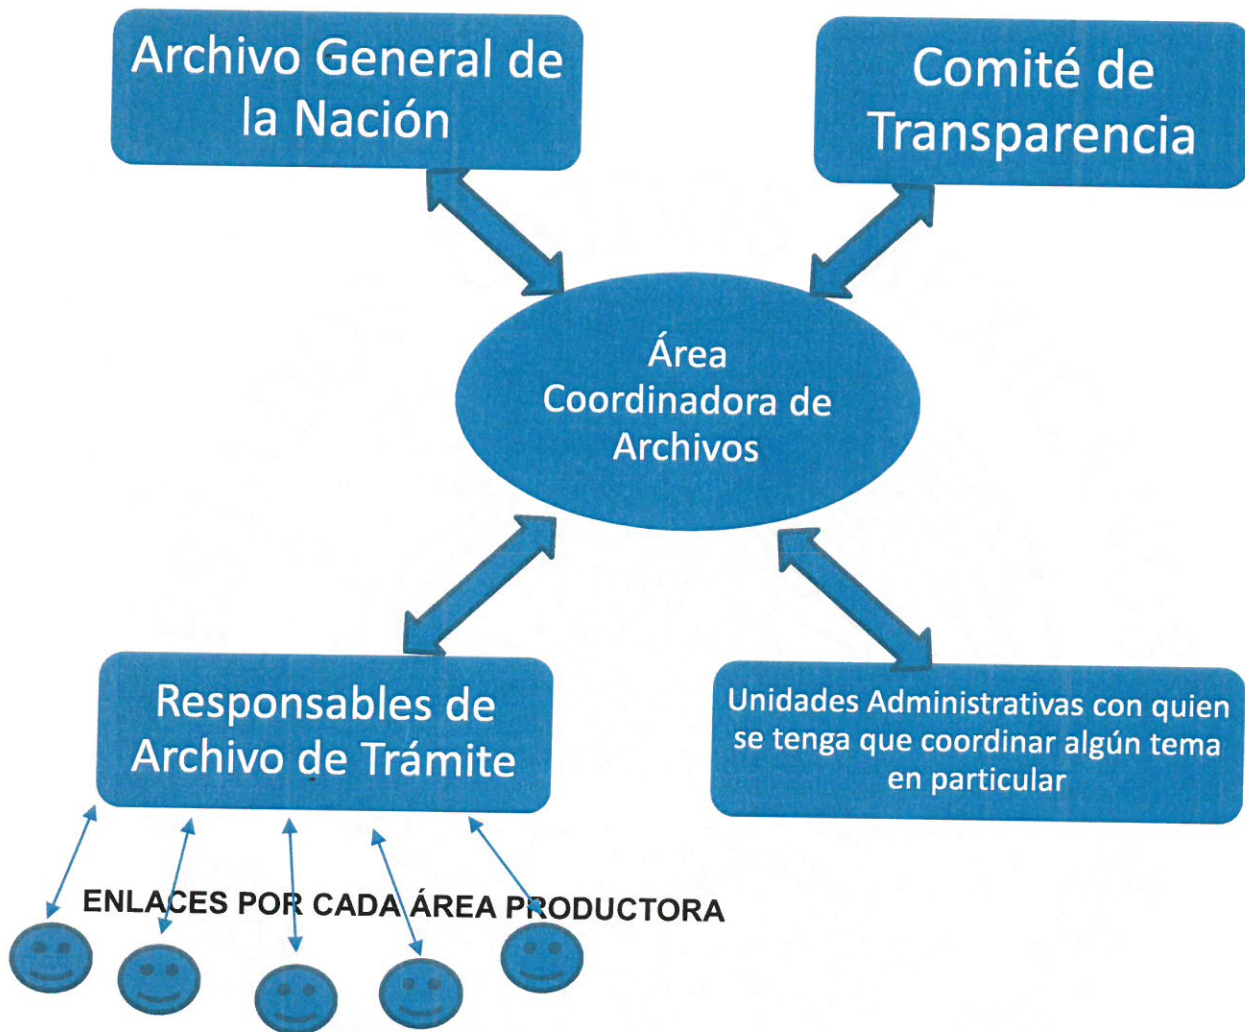 Archivo General de
la Nación
Comité de
Transparencia
Área
Coordinadora de
Archivos
Responsables de
Archivo de Trámite
Unidades Administrativas con quien
se tenga que coordinar algún tema
en particular
ENLACES POR CADA ÁREA PRODUCTORA